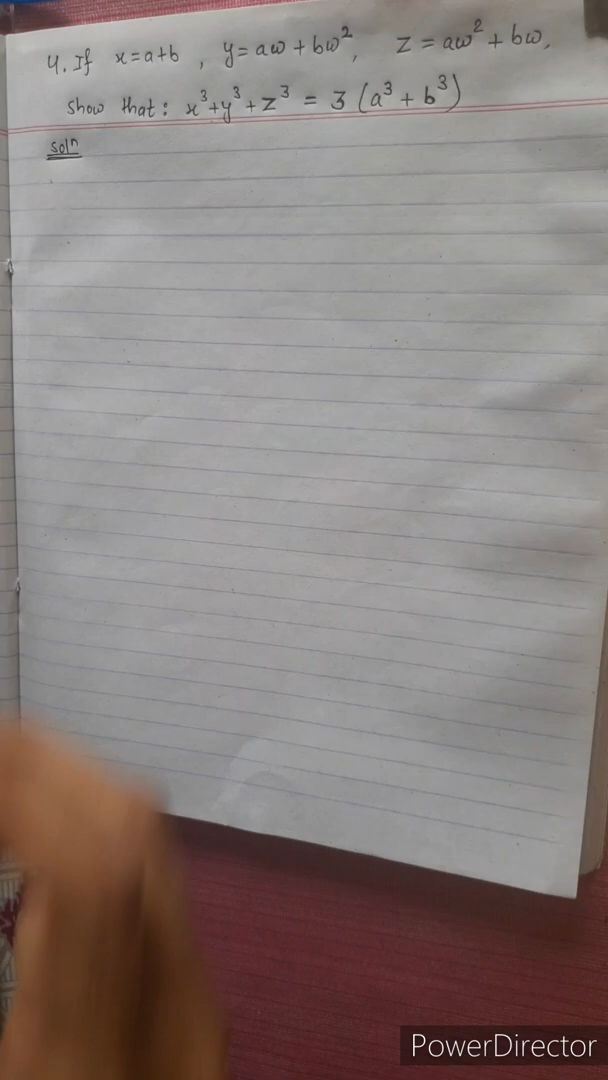 4. If x=a+b , y=aω+bω², z=aω²+bω,
show that: x³+y³+z³ = 3(a³+b³)
Solⁿ
PowerDirector